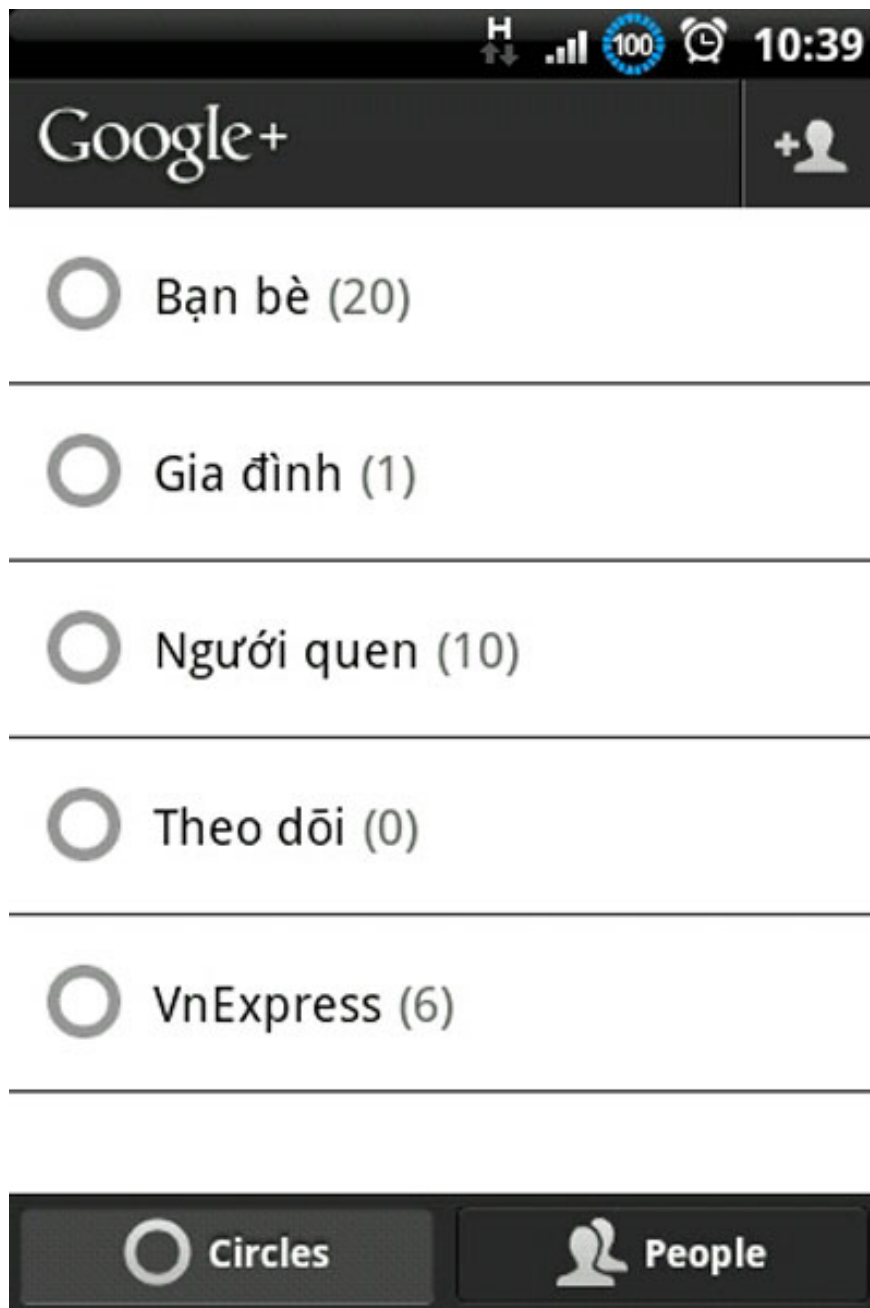 H 100 10:39
Google+
Bạn bè (20)
Gia đình (1)
Ngưới quen (10)
Theo dõi (0)
VnExpress (6)
Circles People